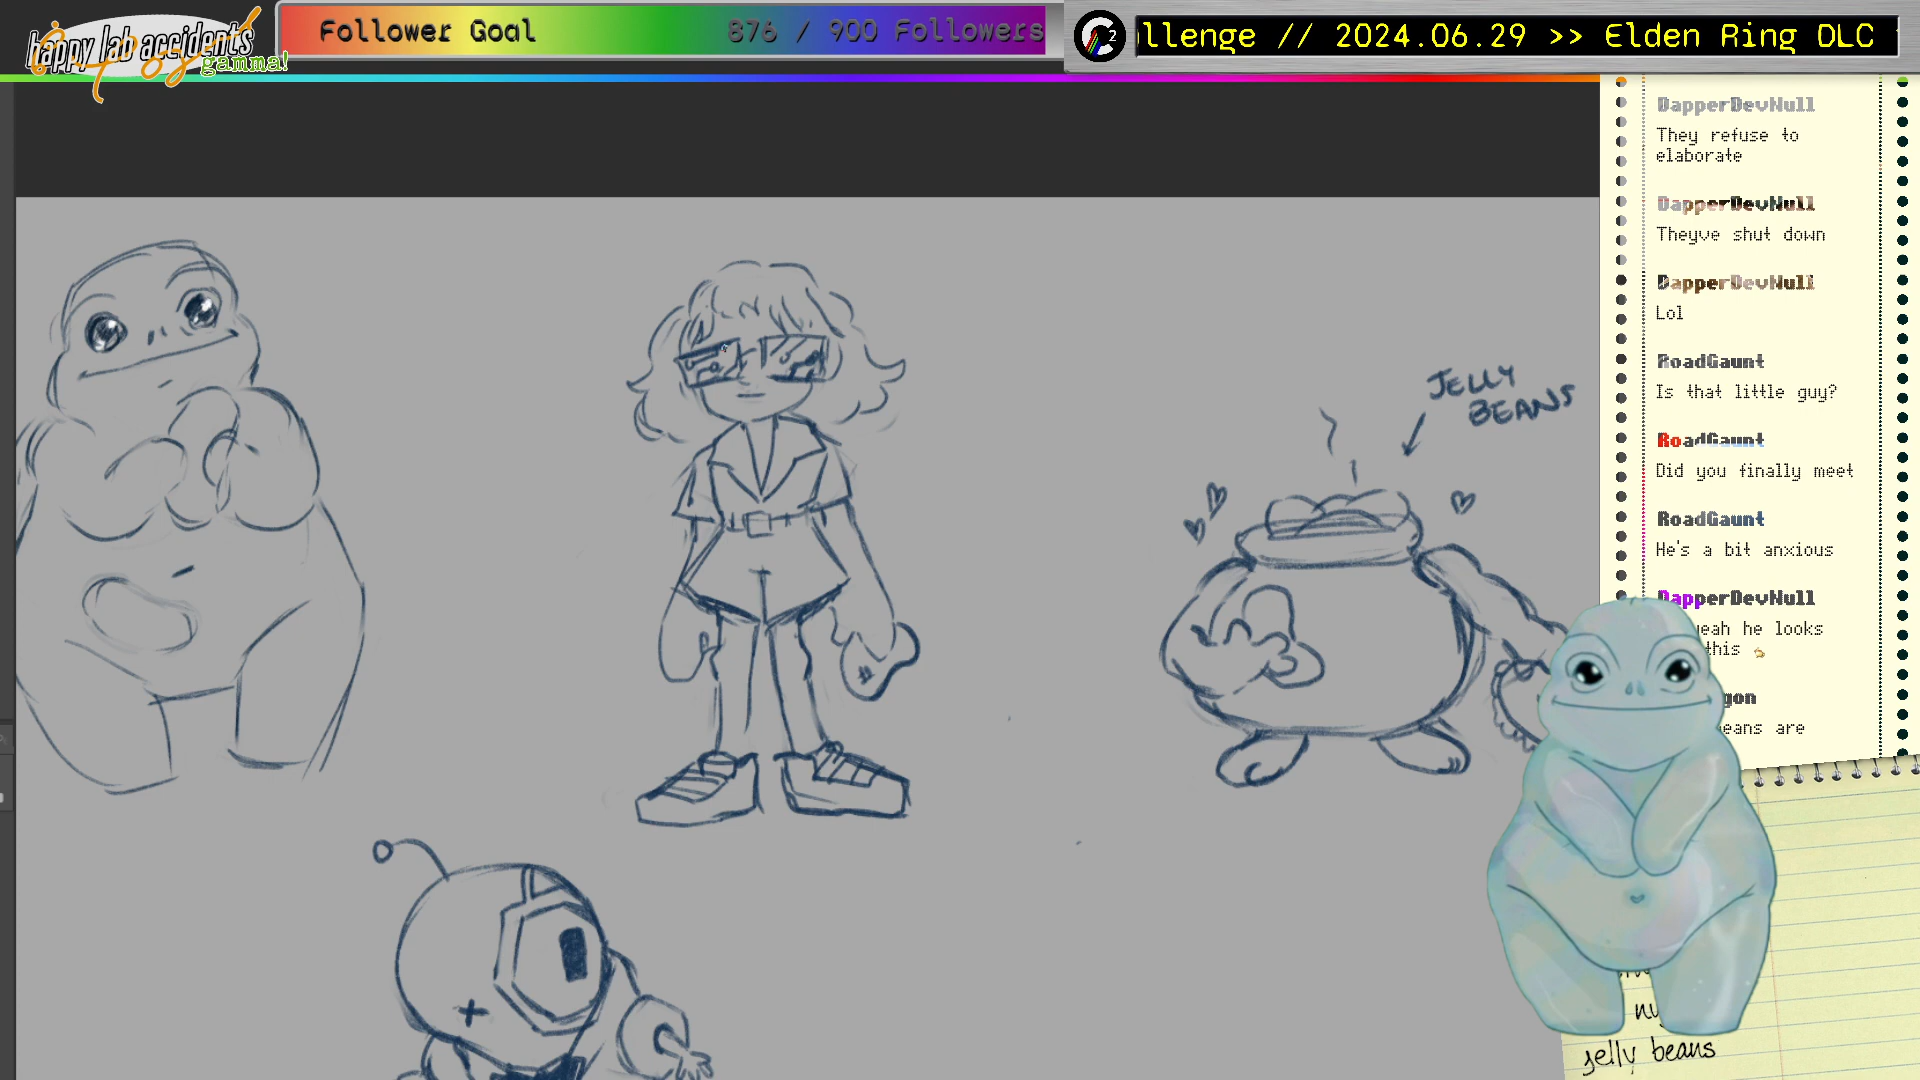 happy lab accidents
gamma!
Follower Goal
876 / 900 Followers
llenge // 2024.06.29 >> Elden Ring DLC
DapperDevNull
They refuse to
elaborate
DapperDevNull
Theyve shut down
DapperDevNull
Lol
RoadGaunt
Is that little guy?
RoadGaunt
Did you finally meet
RoadGaunt
He's a bit anxious
DapperDevNull
yeah he looks
this
gon
eans are
JELLY
BEANS
jelly beans